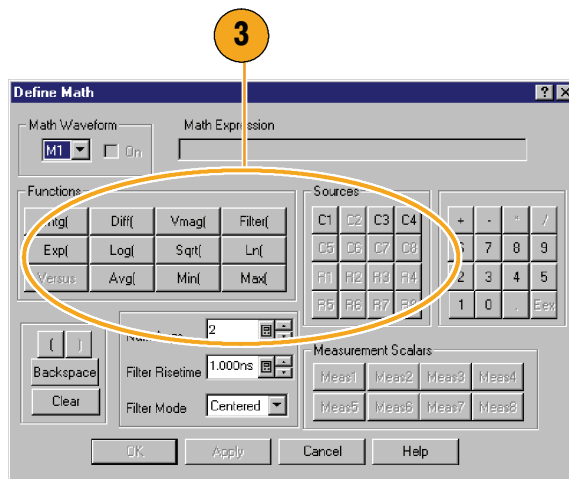 3
Define Math
Math Waveform Math Expression
M1 On
Functions Sources
Diff( Vmag( Filter( C1 C2 C3 C4 + - * /
Exp( Log( Sqrt( Ln( C5 C6 C7 C8 6 7 8 9
Versus Avg( Min( Max( R1 R2 R3 R4 2 3 4 5
R5 R6 R7 R8 1 0 . Eex
( ) 2
Backspace Filter Risetime 1.000ns Measurement Scalars
Meas1 Meas2 Meas3 Meas4
Clear Filter Mode Centered Meas5 Meas6 Meas7 Meas8
OK Apply Cancel Help